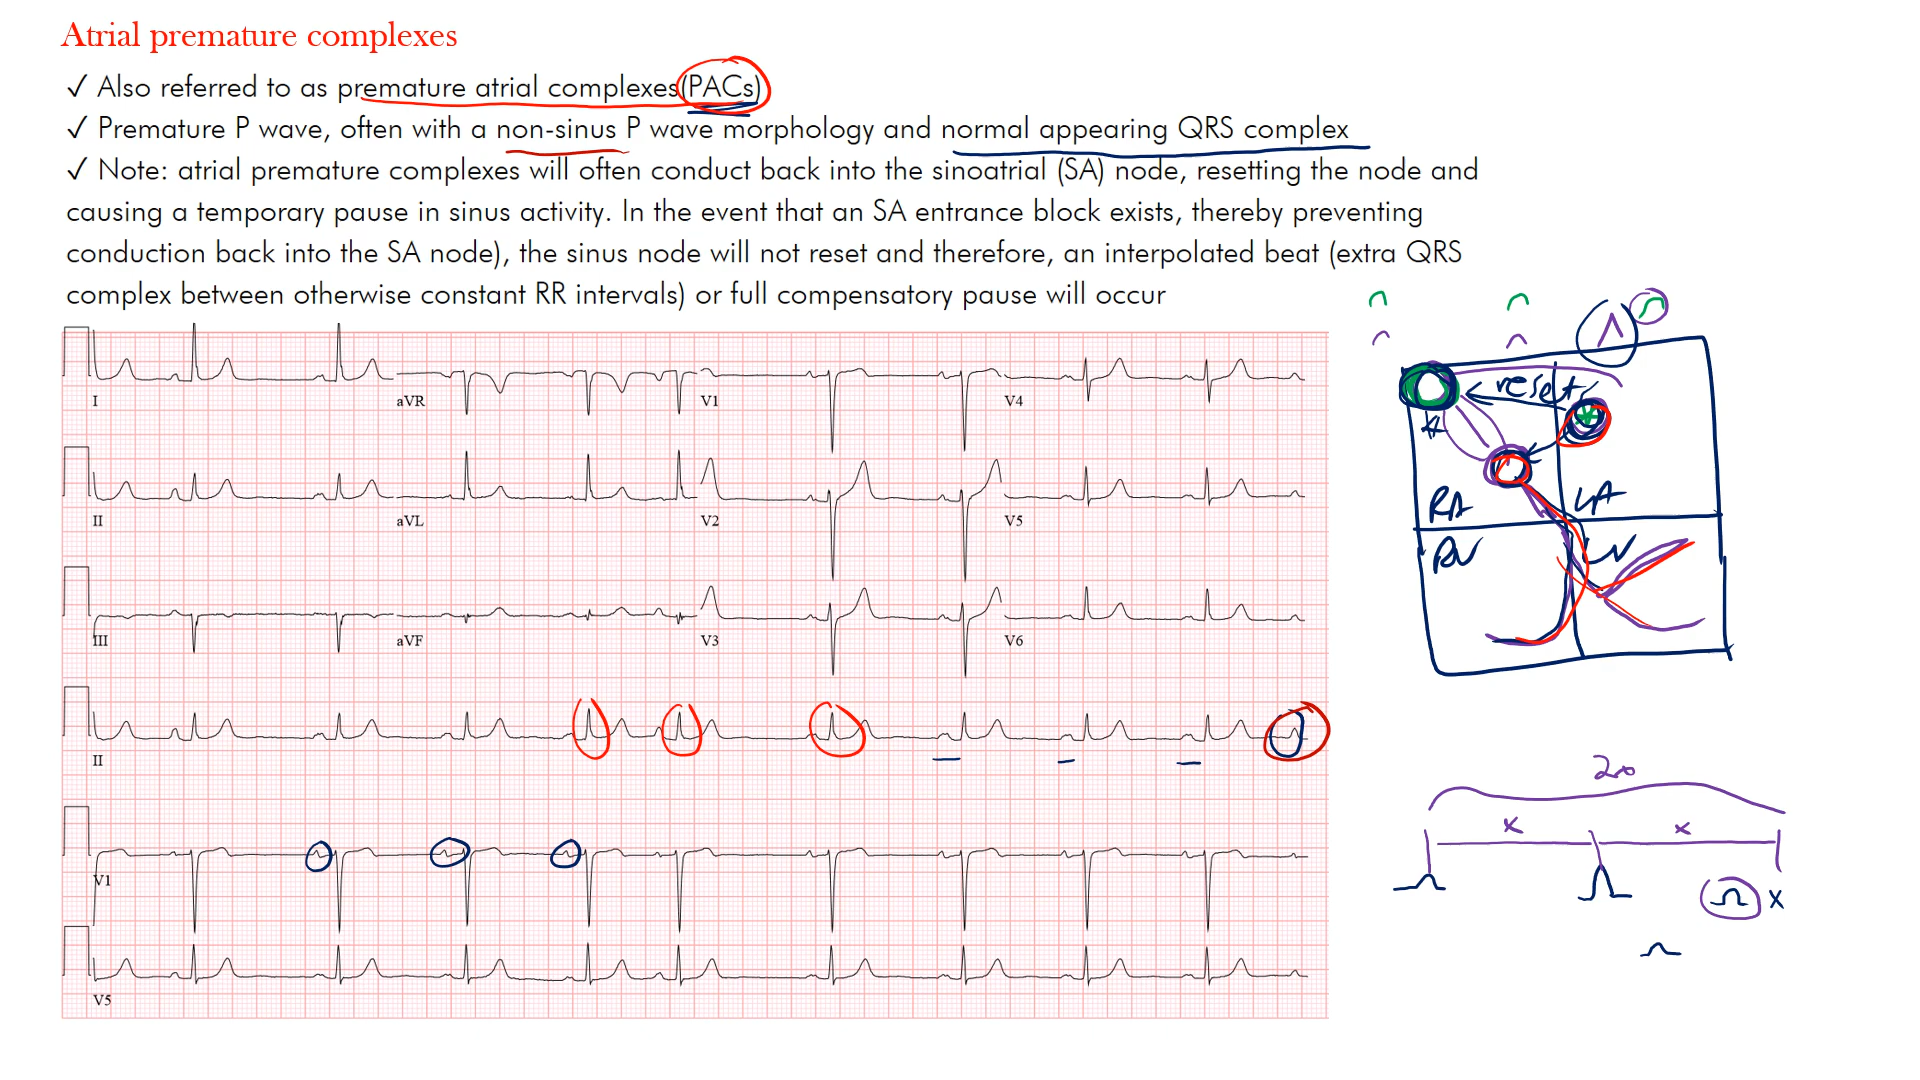 Atrial premature complexes
✓ Also referred to as premature atrial complexes (PACs)
✓ Premature P wave, often with a non-sinus P wave morphology and normal appearing QRS complex
✓ Note: atrial premature complexes will often conduct back into the sinoatrial (SA) node, resetting the node and
causing a temporary pause in sinus activity. In the event that an SA entrance block exists, thereby preventing
conduction back into the SA node), the sinus node will not reset and therefore, an interpolated beat (extra QRS
complex between otherwise constant RR intervals) or full compensatory pause will occur
I aVR V1 V4
II aVL V2 V5
III aVF V3 V6
II
V1
V5
reset
RA LA
RV LV
x x
x